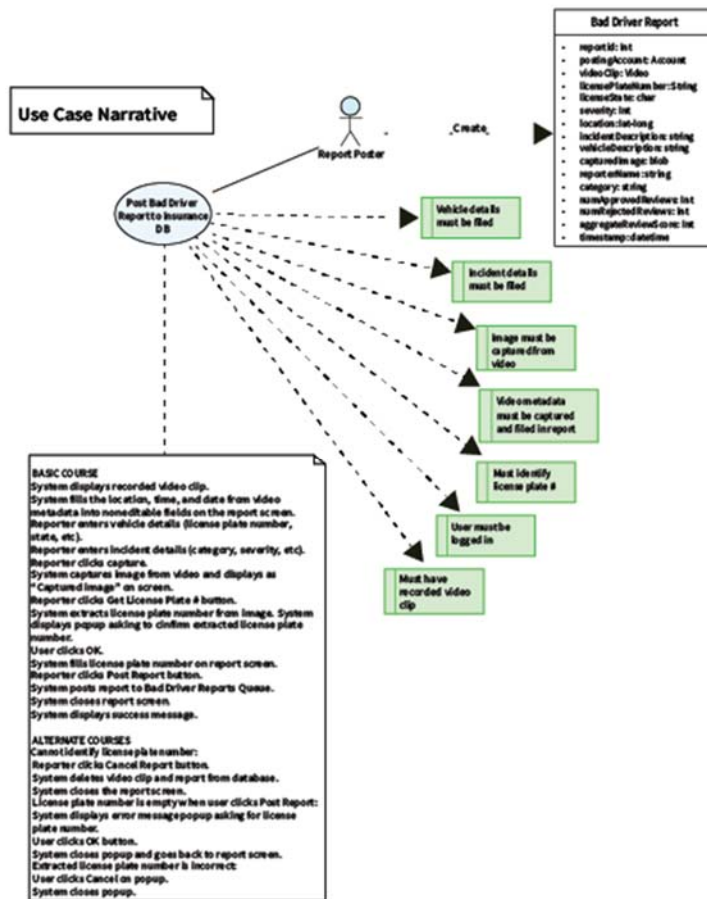 Bad Driver Report
- reportid: int
- postingAccount: Account
- videoClip: Video
- licensePlateNumber: String
- licenseState: char
- severity: int
- location: lat-long
- incidentDescription: string
- vehicleDescription: string
- capturedImage: blob
- reporterName: string
- category: string
- numApprovedReviews: int
- numRejectedReviews: int
- aggregateReviewScore: int
- timestamp: datetime
Use Case Narrative
Report Poster
_Create_
Post Bad Driver
Report to Insurance
DB
Vehicle details
must be filed
Incident details
must be filed
Image must be
captured from
video
Video metadata
must be captured
and filed in report
Must identify
license plate #
User must be
logged in
Must have
recorded video
clip
BASIC COURSE
System displays recorded video clip.
System fills the location, time, and date from video
metadata into noneditable fields on the report screen.
Reporter enters vehicle details (license plate number,
state, etc).
Reporter enters incident details (category, severity, etc).
Reporter clicks capture.
System captures image from video and displays as
"Captured image" on screen.
Reporter clicks Get License Plate # button.
System extracts license plate number from image. System
displays popup asking to cinfirm extracted license plate
number.
User clicks OK.
System fills license plate number on report screen.
Reporter clicks Post Report button.
System posts report to Bad Driver Reports Queue.
System closes report screen.
System displays success message.
ALTERNATE COURSES
Cannot identify license plate number:
Reporter clicks Cancel Report button.
System deletes video clip and report from database.
System closes the report screen.
License plate number is empty when user clicks Post Report:
System displays error message popup asking for license
plate number.
User clicks OK button.
System closes popup and goes back to report screen.
Extracted license plate number is incorrect:
User clicks Cancel on popup.
System closes popup.